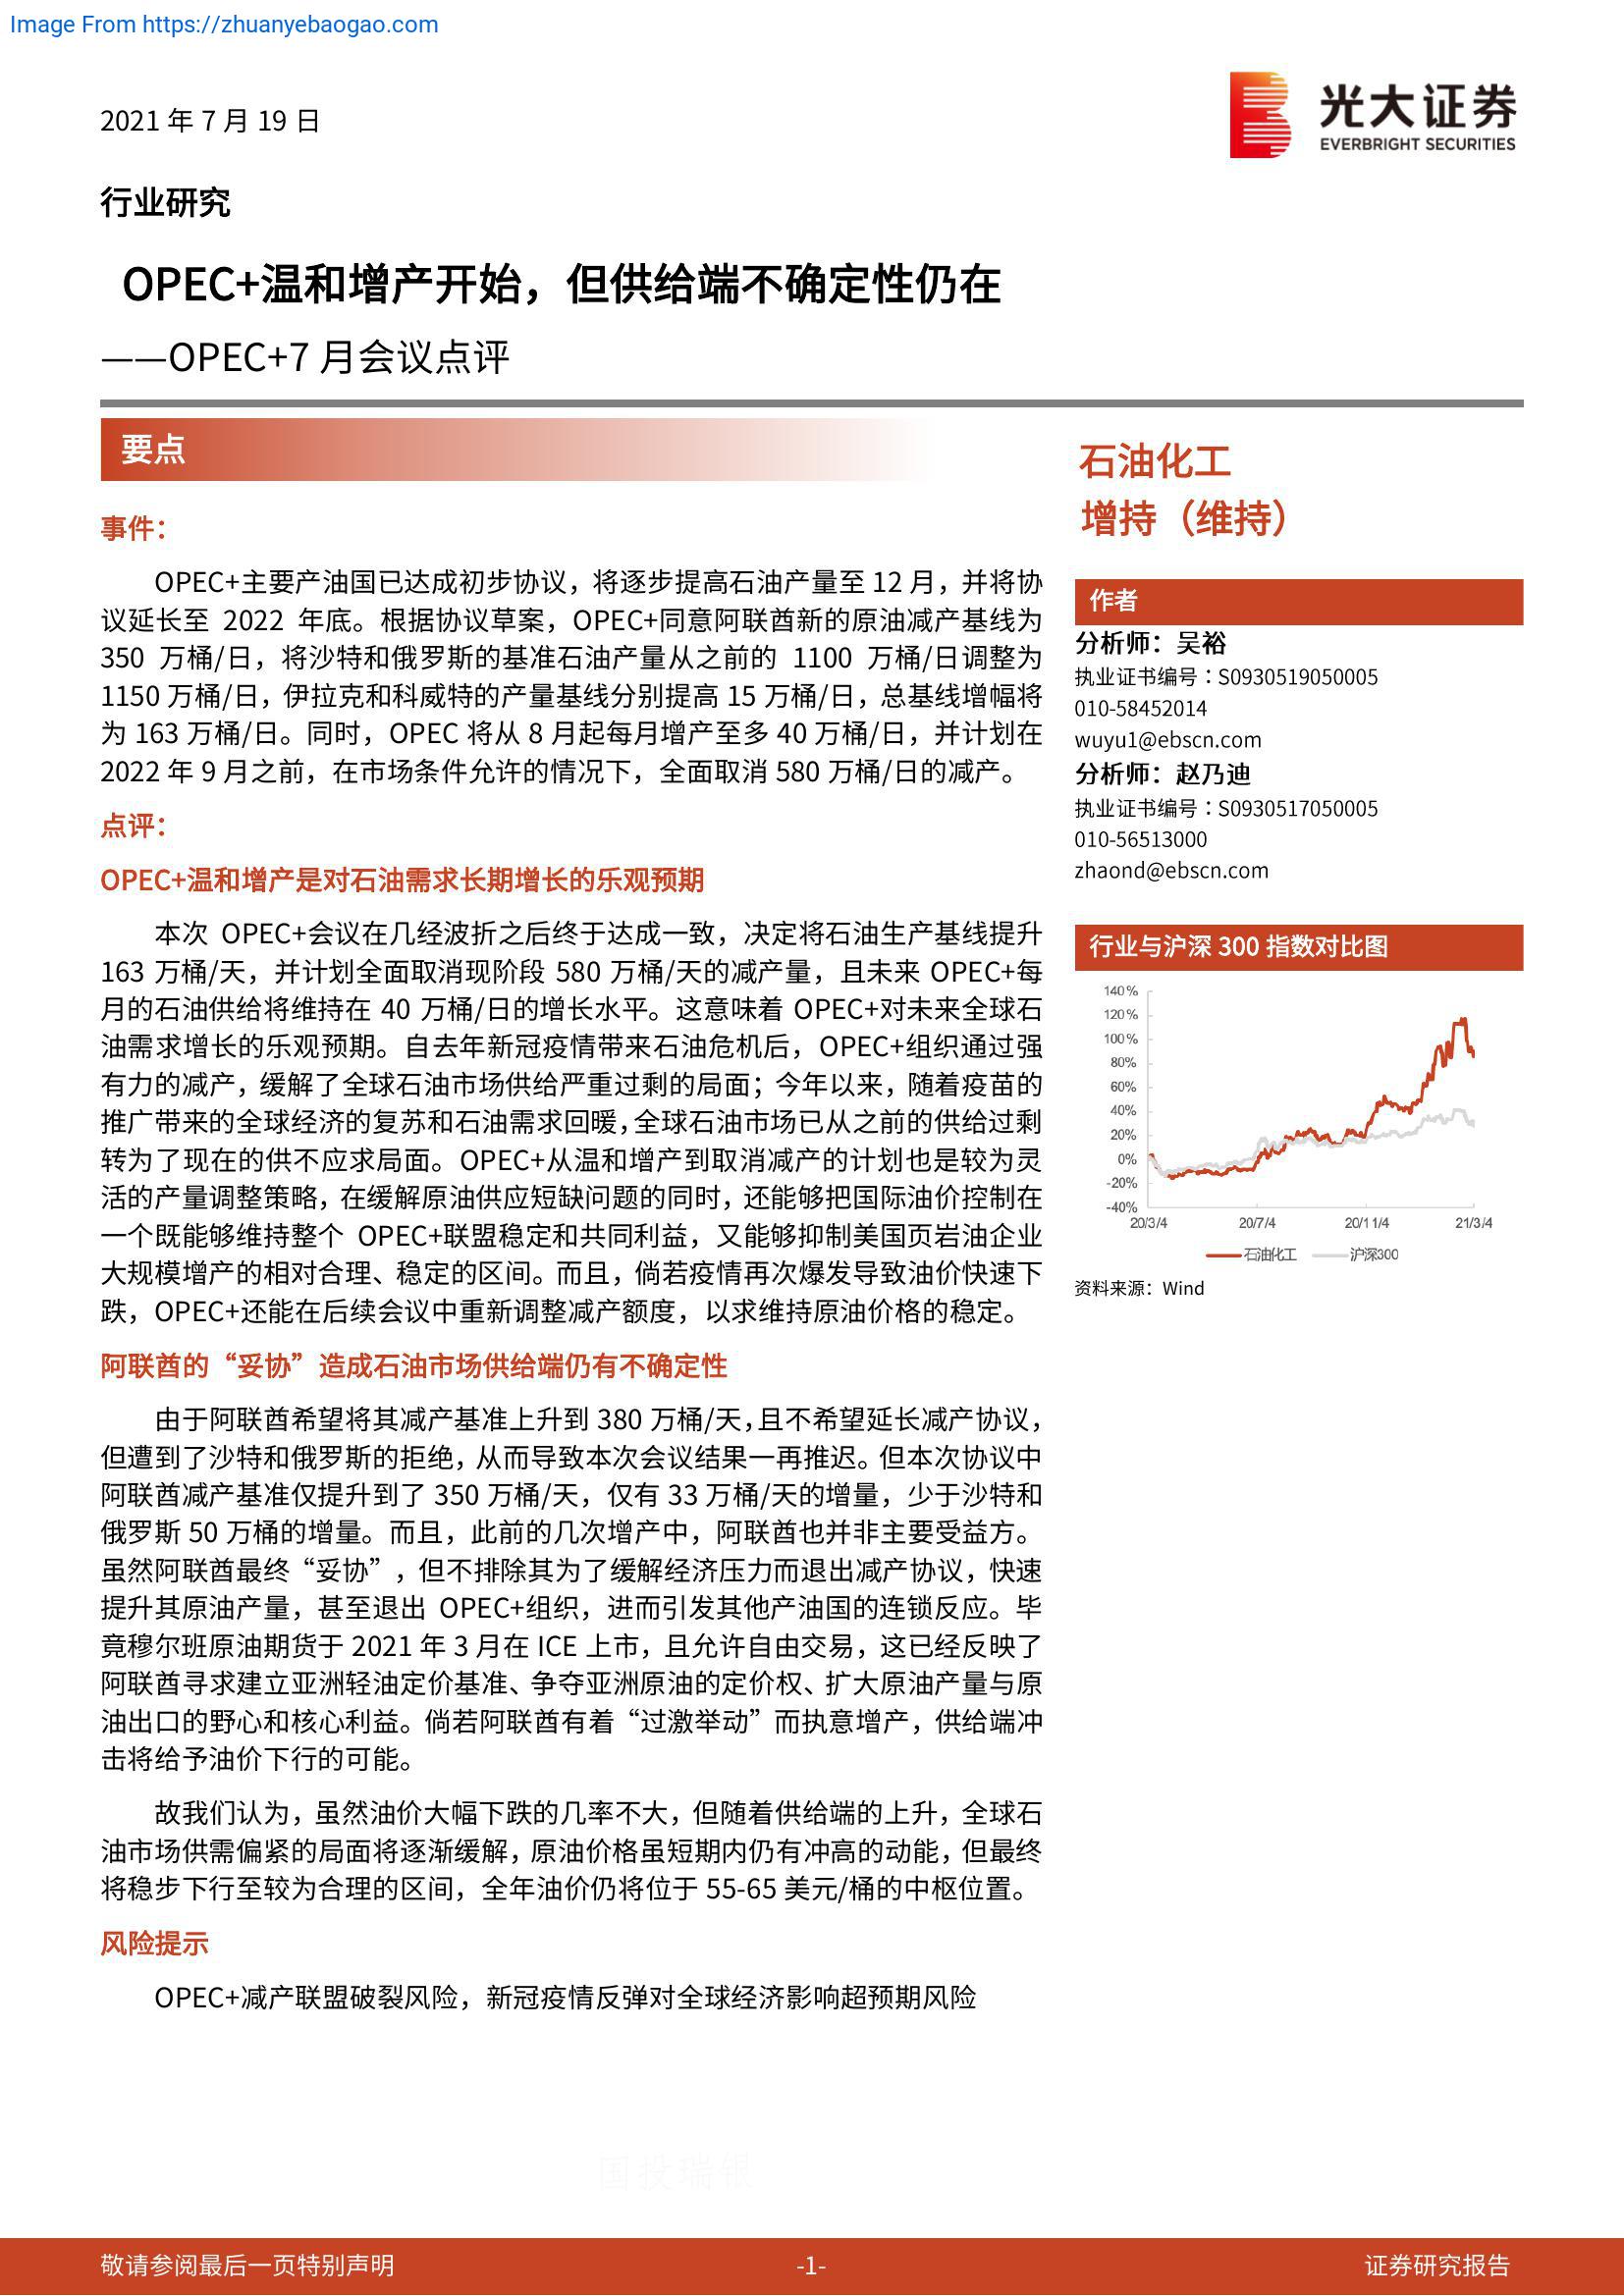 Image From https://zhuanyebaogao.com
2021 年 7 月 19 日
光大证券
EVERBRIGHT SECURITIES
行业研究
OPEC+温和增产开始，但供给端不确定性仍在
——OPEC+7 月会议点评
要点
事件：
OPEC+主要产油国已达成初步协议，将逐步提高石油产量至 12 月，并将协
议延长至 2022 年底。根据协议草案，OPEC+同意阿联酋新的原油减产基线为
350 万桶/日，将沙特和俄罗斯的基准石油产量从之前的 1100 万桶/日调整为
1150 万桶/日，伊拉克和科威特的产量基线分别提高 15 万桶/日，总基线增幅将
为 163 万桶/日。同时，OPEC 将从 8 月起每月增产至多 40 万桶/日，并计划在
2022 年 9 月之前，在市场条件允许的情况下，全面取消 580 万桶/日的减产。
点评：
OPEC+温和增产是对石油需求长期增长的乐观预期
本次 OPEC+会议在几经波折之后终于达成一致，决定将石油生产基线提升
163 万桶/天，并计划全面取消现阶段 580 万桶/天的减产量，且未来 OPEC+每
月的石油供给将维持在 40 万桶/日的增长水平。这意味着 OPEC+对未来全球石
油需求增长的乐观预期。自去年新冠疫情带来石油危机后，OPEC+组织通过强
有力的减产，缓解了全球石油市场供给严重过剩的局面；今年以来，随着疫苗的
推广带来的全球经济的复苏和石油需求回暖，全球石油市场已从之前的供给过剩
转为了现在的供不应求局面。OPEC+从温和增产到取消减产的计划也是较为灵
活的产量调整策略，在缓解原油供应短缺问题的同时，还能够把国际油价控制在
一个既能够维持整个 OPEC+联盟稳定和共同利益，又能够抑制美国页岩油企业
大规模增产的相对合理、稳定的区间。而且，倘若疫情再次爆发导致油价快速下
跌，OPEC+还能在后续会议中重新调整减产额度，以求维持原油价格的稳定。
阿联酋的“妥协”造成石油市场供给端仍有不确定性
由于阿联酋希望将其减产基准上升到 380 万桶/天，且不希望延长减产协议，
但遭到了沙特和俄罗斯的拒绝，从而导致本次会议结果一再推迟。但本次协议中
阿联酋减产基准仅提升到了 350 万桶/天，仅有 33 万桶/天的增量，少于沙特和
俄罗斯 50 万桶的增量。而且，此前的几次增产中，阿联酋也并非主要受益方。
虽然阿联酋最终“妥协”，但不排除其为了缓解经济压力而退出减产协议，快速
提升其原油产量，甚至退出 OPEC+组织，进而引发其他产油国的连锁反应。毕
竟穆尔班原油期货于 2021 年 3 月在 ICE 上市，且允许自由交易，这已经反映了
阿联酋寻求建立亚洲轻油定价基准、争夺亚洲原油的定价权、扩大原油产量与原
油出口的野心和核心利益。倘若阿联酋有着“过激举动”而执意增产，供给端冲
击将给予油价下行的可能。
故我们认为，虽然油价大幅下跌的几率不大，但随着供给端的上升，全球石
油市场供需偏紧的局面将逐渐缓解，原油价格虽短期内仍有冲高的动能，但最终
将稳步下行至较为合理的区间，全年油价仍将位于 55-65 美元/桶的中枢位置。
风险提示
OPEC+减产联盟破裂风险，新冠疫情反弹对全球经济影响超预期风险
石油化工
增持（维持）
作者
分析师：吴裕
执业证书编号：S0930519050005
010-58452014
wuyu1@ebscn.com
分析师：赵乃迪
执业证书编号：S0930517050005
010-56513000
zhaond@ebscn.com
行业与沪深 300 指数对比图
140%
120%
100%
80%
60%
40%
20%
0%
-20%
-40%
20/3/4 20/7/4 20/11/4 21/3/4
石油化工 沪深300
资料来源：Wind
国投瑞银
敬请参阅最后一页特别声明 -1- 证券研究报告